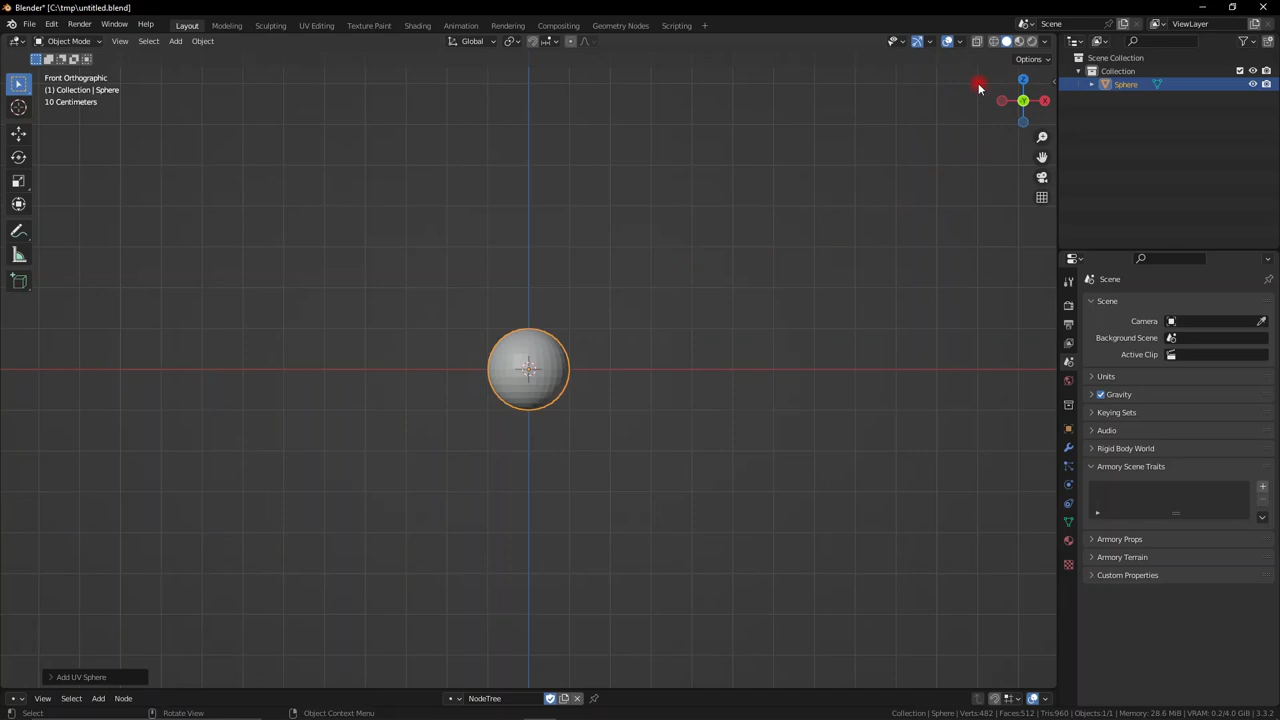 Blender* [C:\tmp\untitled.blend]
File Edit Render Window Help Layout Modeling Sculpting UV Editing Texture Paint Shading Animation Rendering Compositing Geometry Nodes Scripting + Scene ViewLayer
Object Mode View Select Add Object Global
Options
Front Orthographic
(1) Collection | Sphere
10 Centimeters
Z
Y X
Scene Collection
Collection
Sphere
Scene
Scene
Camera
Background Scene
Active Clip
Units
Gravity
Keying Sets
Audio
Rigid Body World
Armory Scene Traits
Armory Props
Armory Terrain
Custom Properties
Add UV Sphere
View Select Add Node NodeTree
Select Rotate View Object Context Menu Collection | Sphere | Verts:482 | Faces:512 | Tris:960 | Objects:1/1 | Memory: 28.6 MiB | VRAM: 0.2/4.0 GiB | 3.3.2